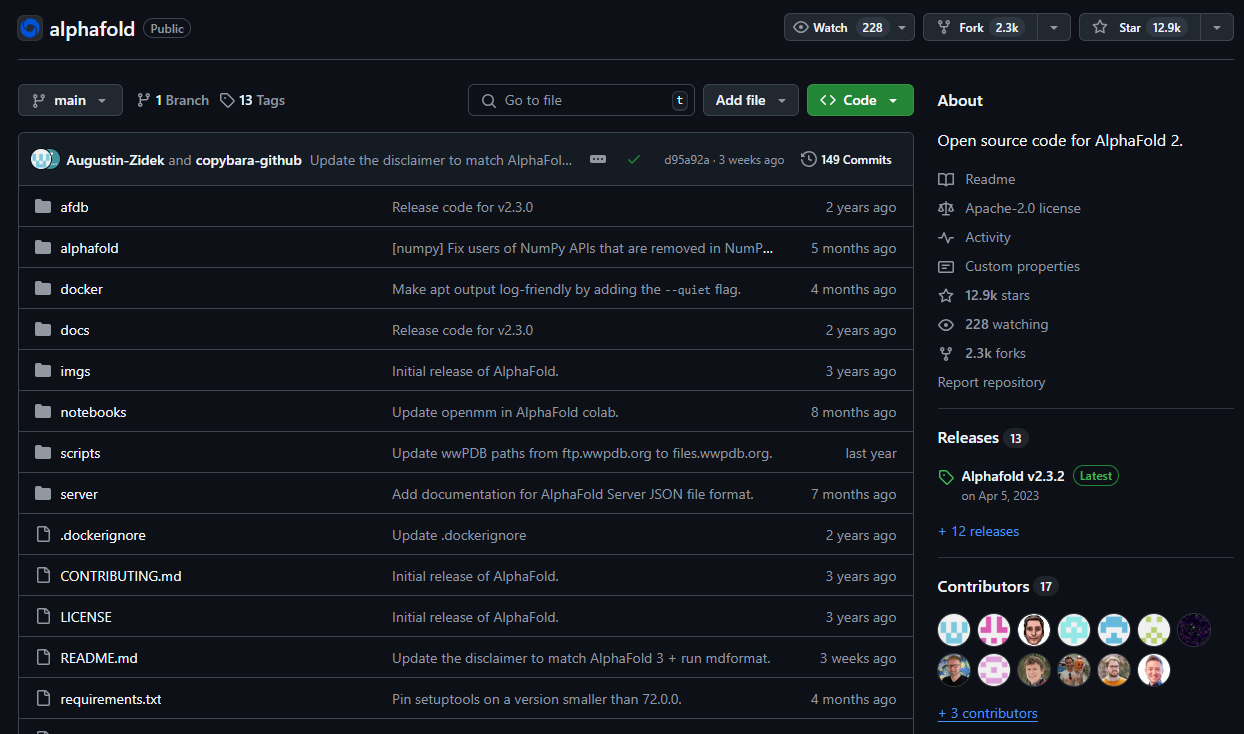 alphafold Public Watch 228 Fork 2.3k Star 12.9k
main 1 Branch 13 Tags Go to file t Add file Code
Augustin-Zidek and copybara-github Update the disclaimer to match AlphaFol... d95a92a · 3 weeks ago 149 Commits
afdb Release code for v2.3.0 2 years ago
alphafold [numpy] Fix users of NumPy APIs that are removed in NumP... 5 months ago
docker Make apt output log-friendly by adding the --quiet flag. 4 months ago
docs Release code for v2.3.0 2 years ago
imgs Initial release of AlphaFold. 3 years ago
notebooks Update openmm in AlphaFold colab. 8 months ago
scripts Update wwPDB paths from ftp.wwpdb.org to files.wwpdb.org. last year
server Add documentation for AlphaFold Server JSON file format. 7 months ago
.dockerignore Update .dockerignore 2 years ago
CONTRIBUTING.md Initial release of AlphaFold. 3 years ago
LICENSE Initial release of AlphaFold. 3 years ago
README.md Update the disclaimer to match AlphaFold 3 + run mdformat. 3 weeks ago
requirements.txt Pin setuptools on a version smaller than 72.0.0. 4 months ago
About
Open source code for AlphaFold 2.
Readme
Apache-2.0 license
Activity
Custom properties
12.9k stars
228 watching
2.3k forks
Report repository
Releases 13
Alphafold v2.3.2 Latest
on Apr 5, 2023
+ 12 releases
Contributors 17
+ 3 contributors